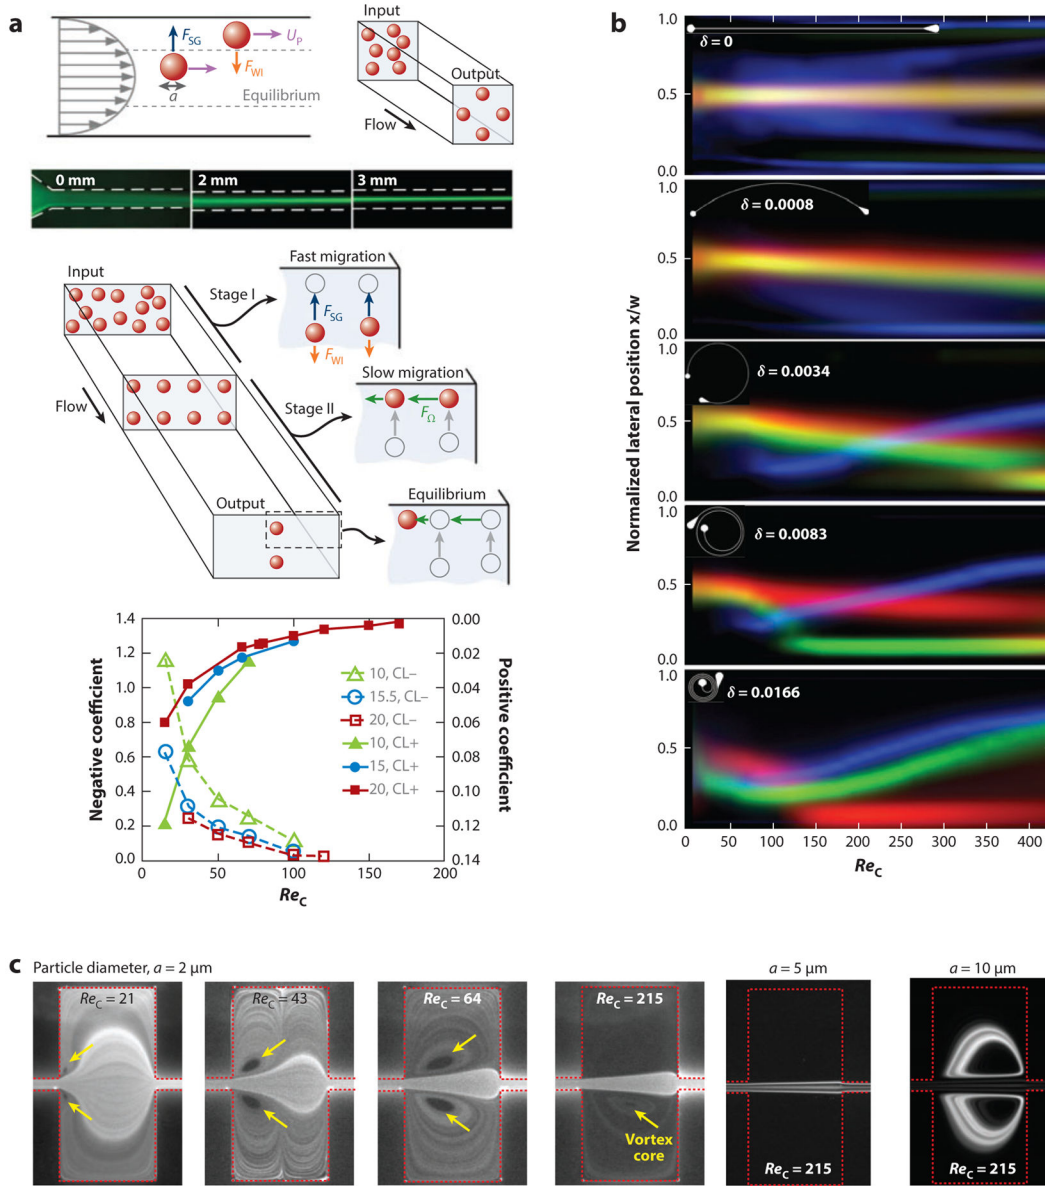 a
F_SG
U_P
F_WI
a
Equilibrium
Input
Output
Flow
0 mm
2 mm
3 mm
Input
Flow
Output
Stage I
Fast migration
F_SG
F_WI
Stage II
Slow migration
F_Ω
Equilibrium
Negative coefficient
1.4
1.2
1.0
0.8
0.6
0.4
0.2
0.0
0
50
100
150
200
Re_C
0.00
0.02
0.04
0.06
0.08
0.10
0.12
0.14
Positive coefficient
10, CL–
15.5, CL–
20, CL–
10, CL+
15, CL+
20, CL+
b
Normalized lateral position x/w
1.0
0.5
0.0
δ = 0
1.0
0.5
0.0
δ = 0.0008
1.0
0.5
0.0
δ = 0.0034
1.0
0.5
0.0
δ = 0.0083
1.0
0.5
0.0
δ = 0.0166
0
50
100
150
200
250
300
350
400
Re_C
c
Particle diameter, a = 2 μm
a = 5 μm
a = 10 μm
Re_C = 21
Re_C = 43
Re_C = 64
Re_C = 215
Vortex
core
Re_C = 215
Re_C = 215